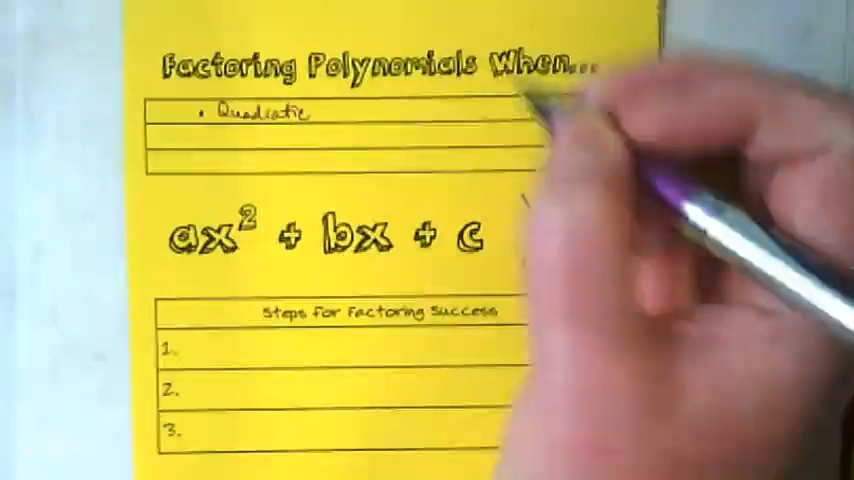 Factoring Polynomials When...
• Quadratic
ax² + bx + c
Steps for Factoring Success
1.
2.
3.